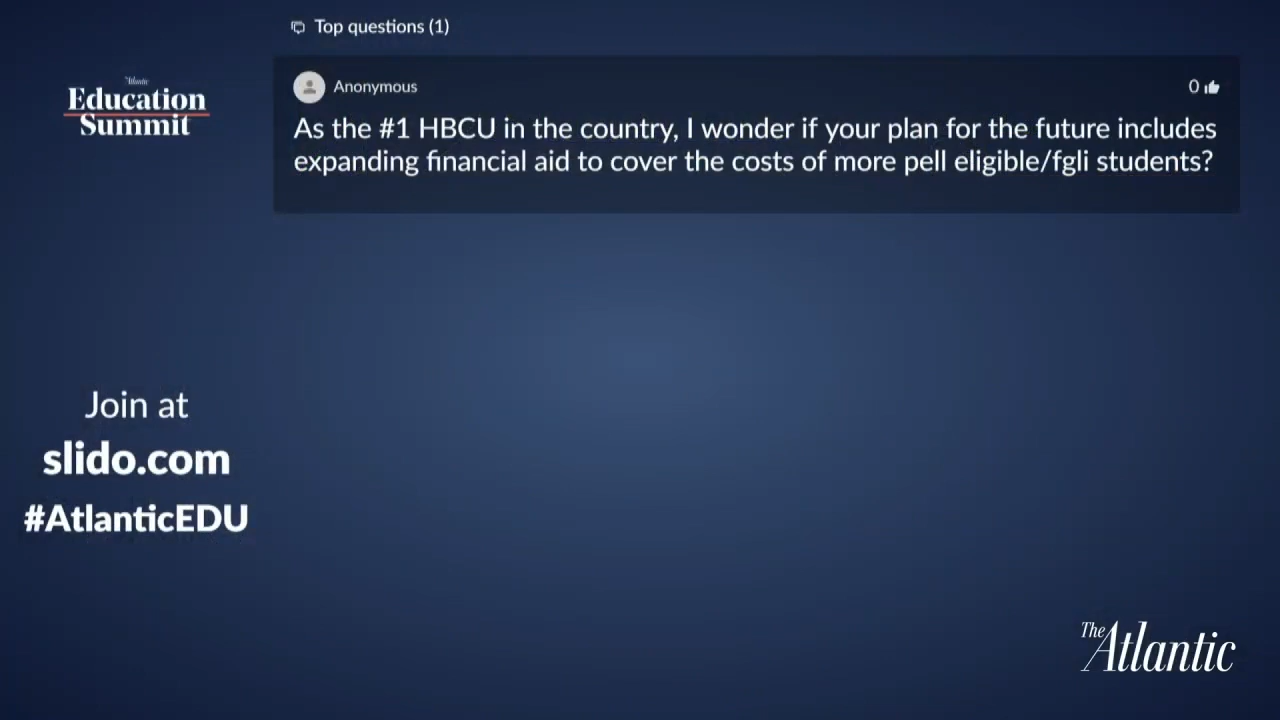 Top questions (1)
The Atlantic
Education
Summit
Anonymous
0
As the #1 HBCU in the country, I wonder if your plan for the future includes
expanding financial aid to cover the costs of more pell eligible/fgli students?
Join at
slido.com
#AtlanticEDU
The Atlantic